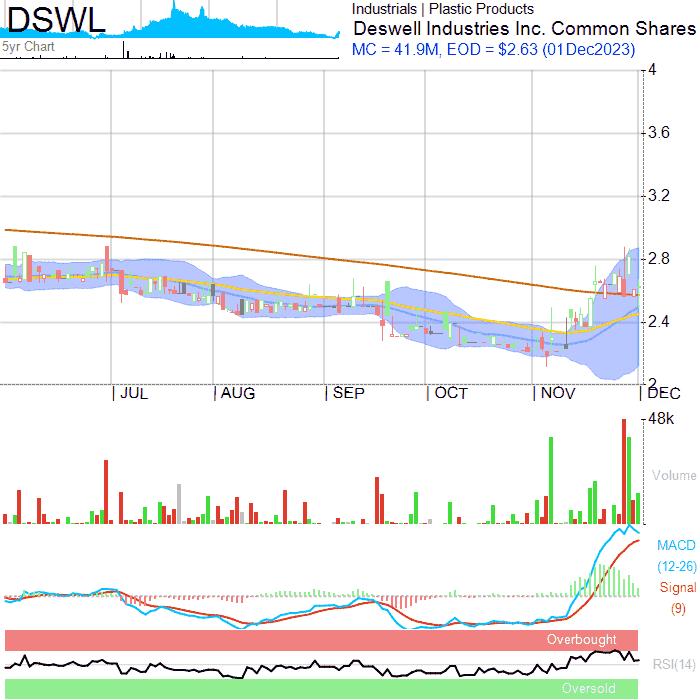 DSWL
5yr Chart
Industrials | Plastic Products
Deswell Industries Inc. Common Shares
MC = 41.9M, EOD = $2.63 (01Dec2023)
4
3.6
3.2
2.8
2.4
2
| JUL | AUG | SEP | OCT | NOV | DEC
48k
Volume
MACD
(12-26)
Signal
(9)
Overbought
RSI(14)
Oversold